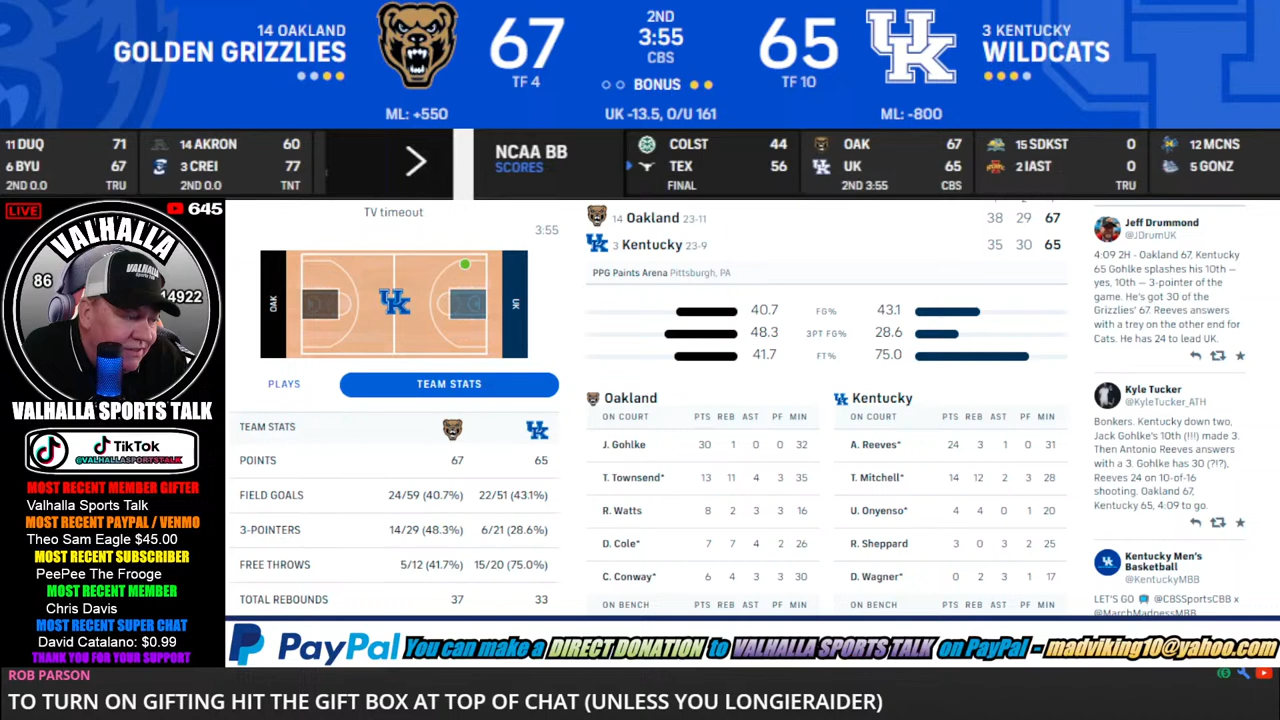 14 OAKLAND
GOLDEN GRIZZLIES
67
TF 4
ML: +550
2ND
3:55
CBS
BONUS
UK -13.5, O/U 161
65
TF 10
ML: -800
3 KENTUCKY
WILDCATS
11 DUQ 71
6 BYU 67
2ND 0.0 TRU
14 AKRON 60
3 CREI 77
2ND 0.0 TNT
NCAA BB
SCORES
COLST 44
TEX 56
FINAL
OAK 67
UK 65
2ND 3:55 CBS
15 SDKST 0
2 IAST 0
TRU
12 MCNS
5 GONZ
LIVE 645
VALHALLA
86
14922
VALHALLA SPORTS TALK
TikTok
@VALHALLASPORTSTALK
MOST RECENT MEMBER GIFTER
Valhalla Sports Talk
MOST RECENT PAYPAL / VENMO
Theo Sam Eagle $45.00
MOST RECENT SUBSCRIBER
PeePee The Frooge
MOST RECENT MEMBER
Chris Davis
MOST RECENT SUPER CHAT
David Catalano: $0.99
THANK YOU FOR YOUR SUPPORT
TV timeout
3:55
OAK
UK
PLAYS
TEAM STATS
TEAM STATS
POINTS 67 65
FIELD GOALS 24/59 (40.7%) 22/51 (43.1%)
3-POINTERS 14/29 (48.3%) 6/21 (28.6%)
FREE THROWS 5/12 (41.7%) 15/20 (75.0%)
TOTAL REBOUNDS 37 33
14 Oakland 23-11 38 29 67
3 Kentucky 23-9 35 30 65
PPG Paints Arena Pittsburgh, PA
40.7 FG% 43.1
48.3 3PT FG% 28.6
41.7 FT% 75.0
Oakland
ON COURT PTS REB AST PF MIN
J. Gohlke 30 1 0 0 32
T. Townsend* 13 11 4 3 35
R. Watts 8 2 3 3 16
D. Cole* 7 7 4 2 26
C. Conway* 6 4 3 3 30
ON BENCH PTS REB AST PF MIN
Kentucky
ON COURT PTS REB AST PF MIN
A. Reeves* 24 3 1 0 31
T. Mitchell* 14 12 2 3 28
U. Onyenso* 4 4 0 1 20
R. Sheppard 3 0 3 2 25
D. Wagner* 0 2 3 1 17
ON BENCH PTS REB AST PF MIN
Jeff Drummond
@JDrumUK
4:09 2H - Oakland 67, Kentucky
65 Gohlke splashes his 10th —
yes, 10th — 3-pointer of the
game. He's got 30 of the
Grizzlies' 67. Reeves answers
with a trey on the other end for
Cats. He has 24 to lead UK.
Kyle Tucker
@KyleTucker_ATH
Bonkers. Kentucky down two,
Jack Gohlke's 10th (!!!) made 3.
Then Antonio Reeves answers
with a 3. Gohlke has 30 (?!?),
Reeves 24 on 10-of-16
shooting. Oakland 67,
Kentucky 65, 4:09 to go.
Kentucky Men's
Basketball
@KentuckyMBB
LET'S GO @CBSSportsCBB x
@MarchMadnessMBB
PayPal You can make a DIRECT DONATION to VALHALLA SPORTS TALK on PayPal - madviking10@yahoo.com
ROB PARSON
TO TURN ON GIFTING HIT THE GIFT BOX AT TOP OF CHAT (UNLESS YOU LONGIERAIDER)